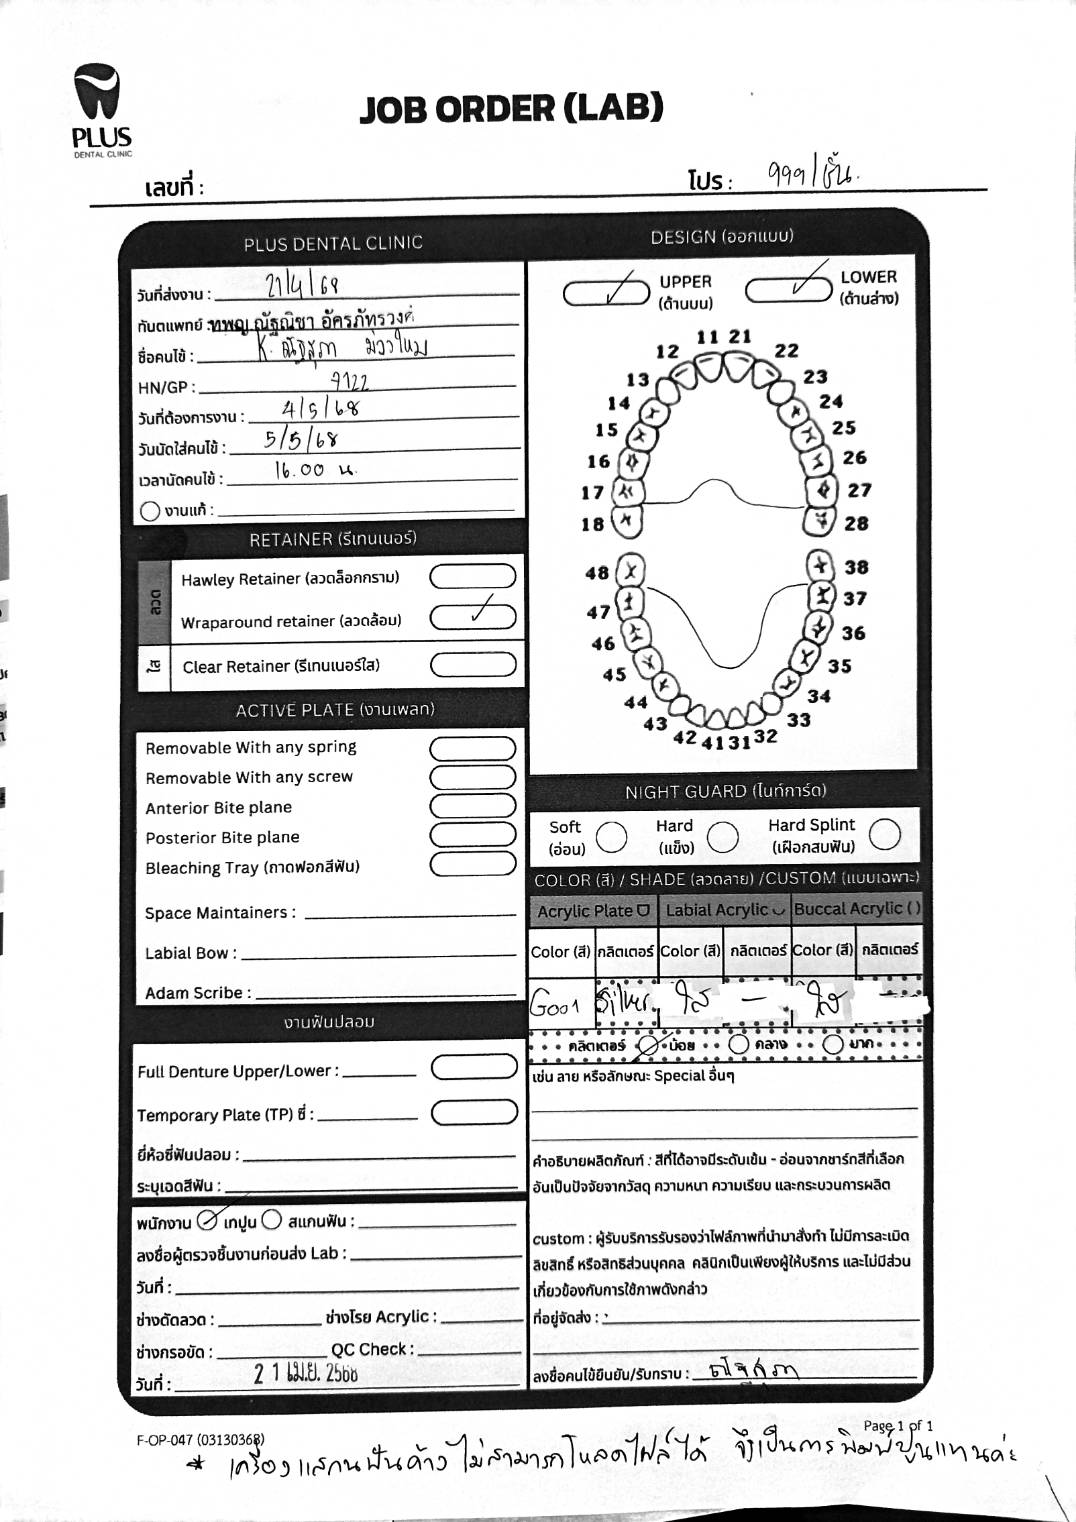 PLUS
DENTAL CLINIC
JOB ORDER (LAB)
เลขที่ :
โปร : 999/ชิ้น.
PLUS DENTAL CLINIC
วันที่ส่งงาน : 21/4/68
ทันตแพทย์ : ทพญ.ณัฐณิชา อัครภัทรวงศ์
ชื่อคนไข้ : K. ณัฐสุภา ม่วงใหม่
HN/GP : 7122
วันที่ต้องการงาน : 4/5/68
วันนัดใส่คนไข้ : 5/5/68
เวลานัดคนไข้ : 16.00 น.
งานแก้ :
DESIGN (ออกแบบ)
UPPER
(ด้านบน)
LOWER
(ด้านล่าง)
11 21
12 22
13 23
14 24
15 25
16 26
17 27
18 28
48 38
47 37
46 36
45 35
44 34
43 33
42 41 31 32
RETAINER (รีเทนเนอร์)
ลวด
Hawley Retainer (ลวดล็อกกราม)
Wraparound retainer (ลวดล้อม)
ใส
Clear Retainer (รีเทนเนอร์ใส)
ACTIVE PLATE (งานเพลท)
Removable With any spring
Removable With any screw
Anterior Bite plane
Posterior Bite plane
Bleaching Tray (ถาดฟอกสีฟัน)
Space Maintainers :
Labial Bow :
Adam Scribe :
NIGHT GUARD (ไนท์การ์ด)
Soft
(อ่อน)
Hard
(แข็ง)
Hard Splint
(เฝือกสบฟัน)
COLOR (สี) / SHADE (ลวดลาย) /CUSTOM (แบบเฉพาะ)
Acrylic Plate Labial Acrylic Buccal Acrylic ( )
Color (สี) กลิตเตอร์ Color (สี) กลิตเตอร์ Color (สี) กลิตเตอร์
G001 Silver ใส - ใส -
กลิตเตอร์ น้อย กลาง มาก
เช่น ลาย หรือลักษณะ Special อื่นๆ
งานฟันปลอม
Full Denture Upper/Lower :
Temporary Plate (TP) ซี่ :
ยี่ห้อซี่ฟันปลอม :
ระบุเฉดสีฟัน :
คำอธิบายผลิตภัณฑ์ : สีที่ได้อาจมีระดับเข้ม - อ่อนจากชาร์ทสีที่เลือก
อันเป็นปัจจัยจากวัสดุ ความหนา ความเรียบ และกระบวนการผลิต
พนักงาน เทปูน สแกนฟัน :
ลงชื่อผู้ตรวจชิ้นงานก่อนส่ง Lab :
วันที่ :
ช่างดัดลวด : ช่างโรย Acrylic :
ช่างกรอขัด : QC Check :
วันที่ : 21 เม.ย. 2568
custom : ผู้รับบริการรับรองว่าไฟล์ภาพที่นำมาสั่งทำ ไม่มีการละเมิด
ลิขสิทธิ์ หรือสิทธิส่วนบุคคล คลินิกเป็นเพียงผู้ให้บริการ และไม่มีส่วน
เกี่ยวข้องกับการใช้ภาพดังกล่าว
ที่อยู่จัดส่ง :
ลงชื่อคนไข้ยืนยัน/รับทราบ : ณัฐสุภา
F-OP-047 (03130368)
Page 1 of 1
* เครื่องแสกนฟันค้าง ไม่สามารถโหลดไฟล์ได้ จึงเป็นการพิมพ์ปูนแทนค่ะ